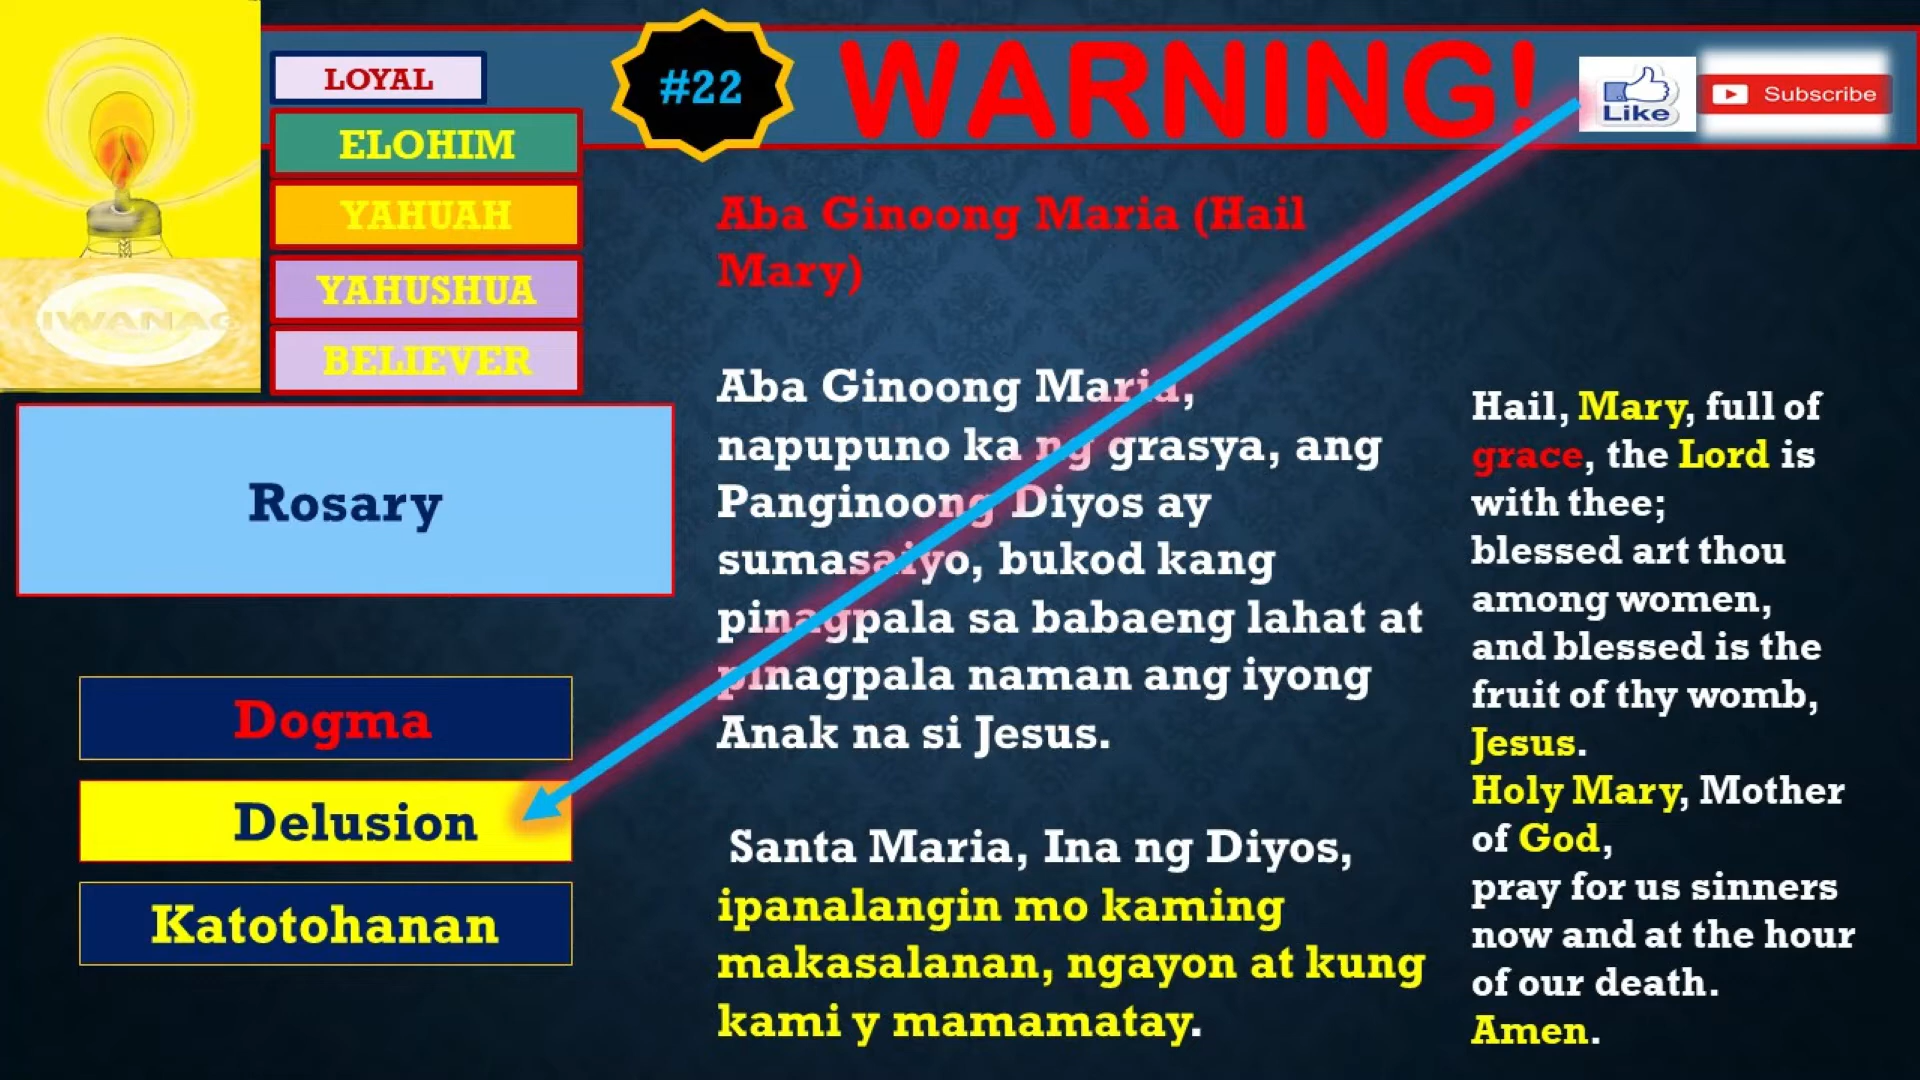 LOYAL
ELOHIM
YAHUAH
YAHUSHUA
BELIEVER
#22
WARNING!
Like
Subscribe
IWANAG
Rosary
Dogma
Delusion
Katotohanan
Aba Ginoong Maria (Hail
Mary)
Aba Ginoong Maria,
napupuno ka ng grasya, ang
Panginoong Diyos ay
sumasaiyo, bukod kang
pinagpala sa babaeng lahat at
pinagpala naman ang iyong
Anak na si Jesus.
Santa Maria, Ina ng Diyos,
ipanalangin mo kaming
makasalanan, ngayon at kung
kami y mamamatay.
Hail, Mary, full of
grace, the Lord is
with thee;
blessed art thou
among women,
and blessed is the
fruit of thy womb,
Jesus.
Holy Mary, Mother
of God,
pray for us sinners
now and at the hour
of our death.
Amen.